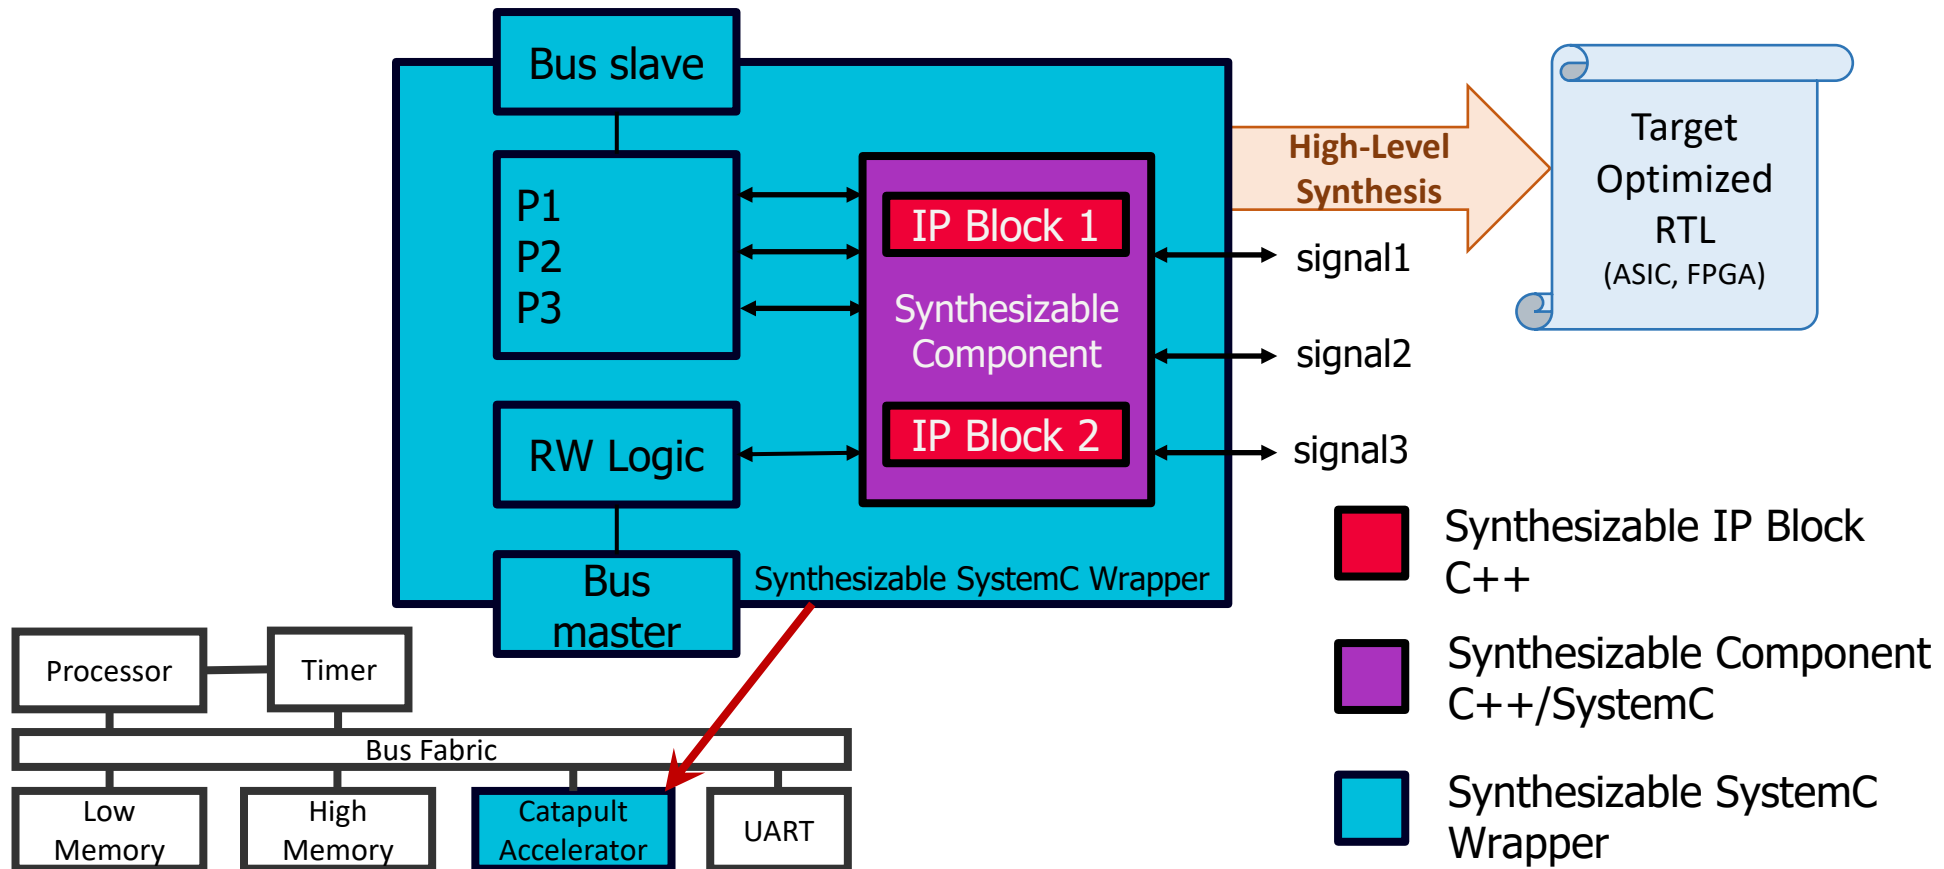 Bus slave
P1
P2
P3
RW Logic
Bus
master
IP Block 1
Synthesizable
Component
IP Block 2
Synthesizable SystemC Wrapper
High-Level
Synthesis
Target
Optimized
RTL
(ASIC, FPGA)
signal1
signal2
signal3
Synthesizable IP Block
C++
Synthesizable Component
C++/SystemC
Synthesizable SystemC
Wrapper
Processor
Timer
Bus Fabric
Low
Memory
High
Memory
Catapult
Accelerator
UART